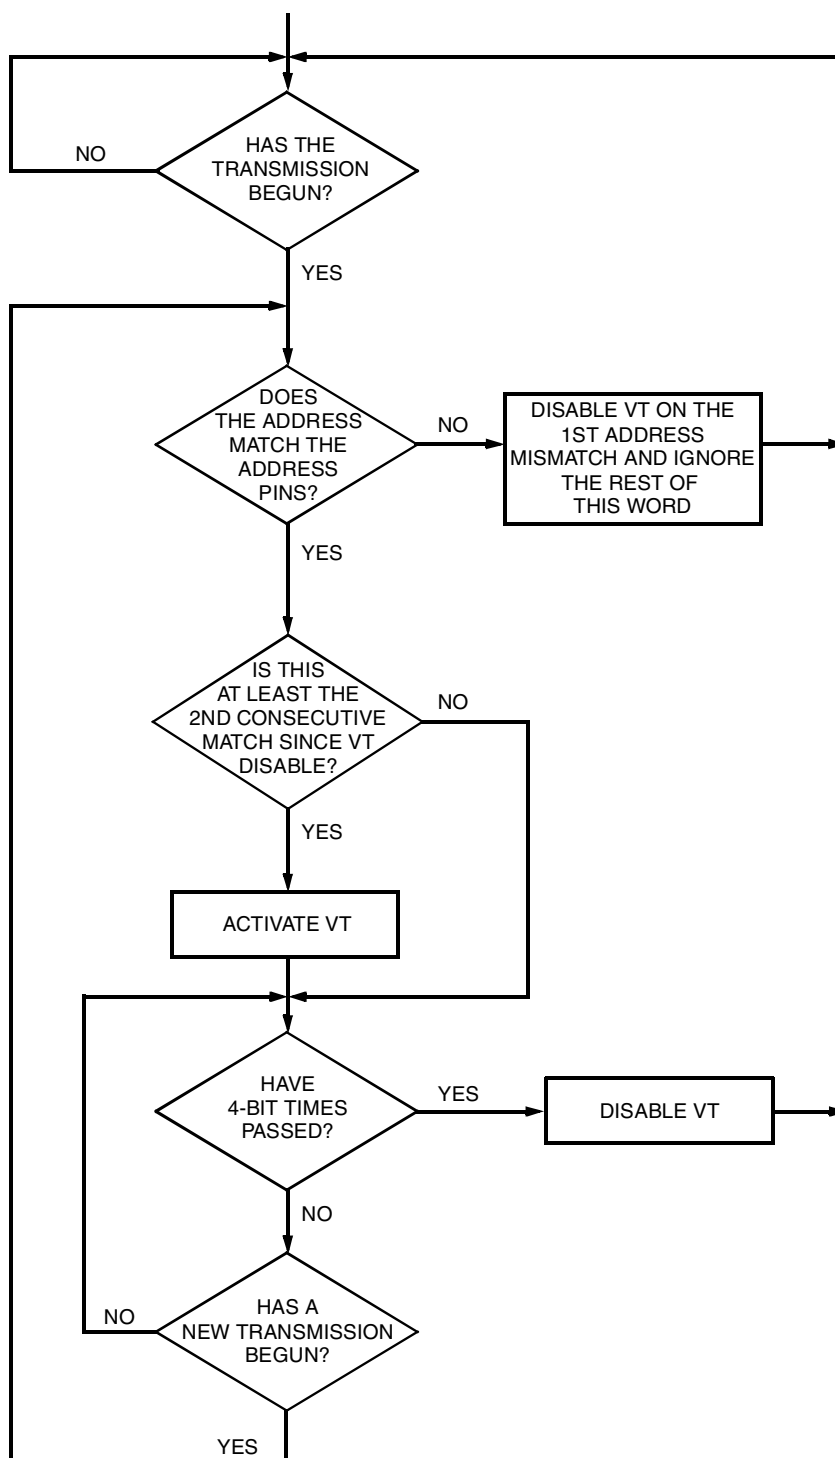 HAS THE
TRANSMISSION
BEGUN?
NO
YES
DOES
THE ADDRESS
MATCH THE
ADDRESS
PINS?
NO
DISABLE VT ON THE
1ST ADDRESS
MISMATCH AND IGNORE
THE REST OF
THIS WORD
YES
IS THIS
AT LEAST THE
2ND CONSECUTIVE
MATCH SINCE VT
DISABLE?
NO
YES
ACTIVATE VT
HAVE
4-BIT TIMES
PASSED?
YES
DISABLE VT
NO
HAS A
NEW TRANSMISSION
BEGUN?
NO
YES